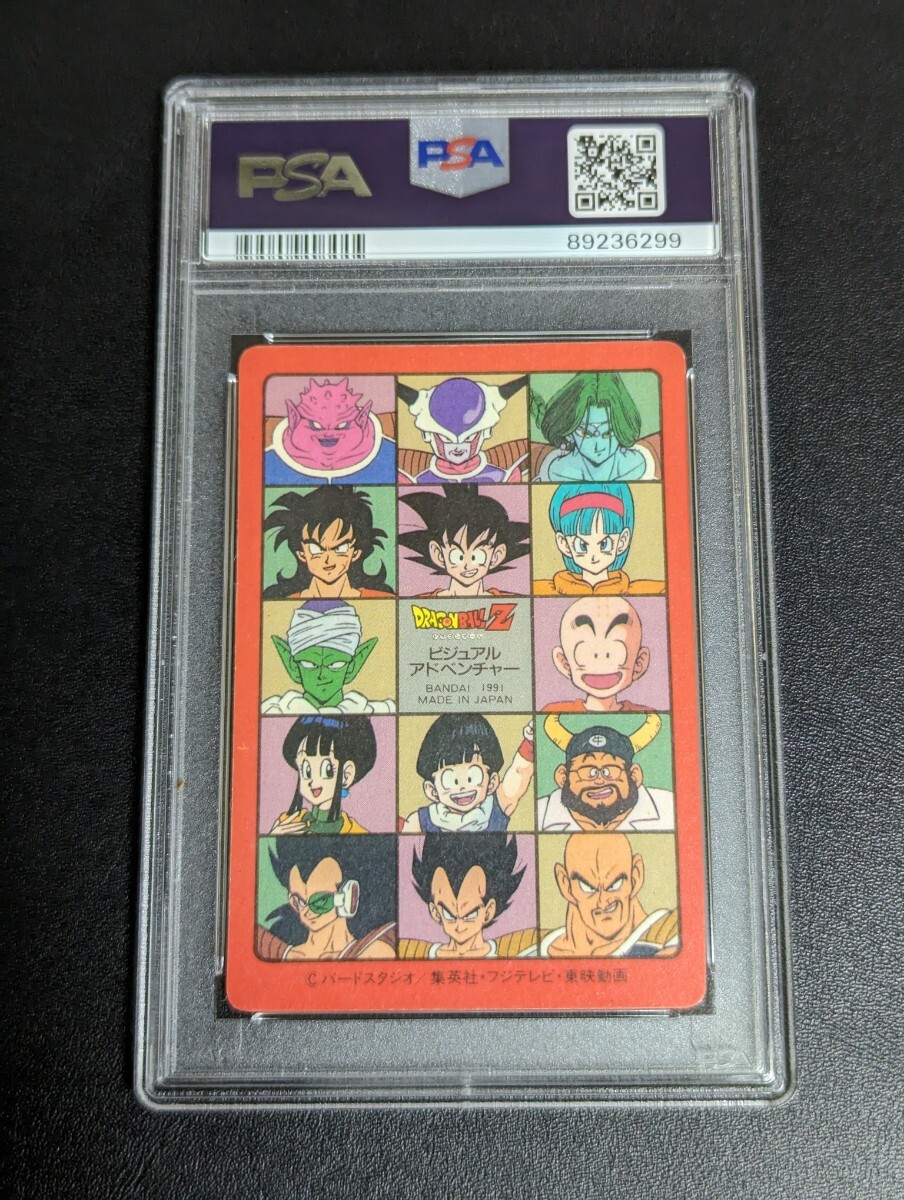 PSA
PSA
89236299
DRAGON BALL Z
ビジュアル
アドベンチャー
BANDAI 1991
MADE IN JAPAN
Ⓒバードスタジオ/集英社・フジテレビ・東映動画
PSA